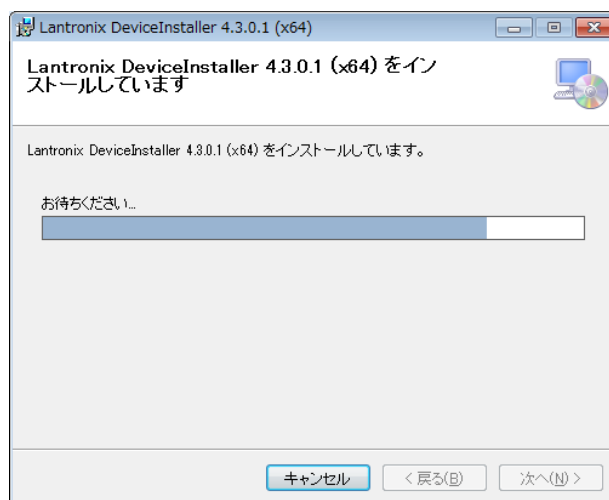 Lantronix DeviceInstaller 4.3.0.1 (x64)
Lantronix DeviceInstaller 4.3.0.1 (x64) をイン
ストールしています
Lantronix DeviceInstaller 4.3.0.1 (x64) をインストールしています。
お待ちください...
キャンセル
< 戻る(B)
次へ(N) >